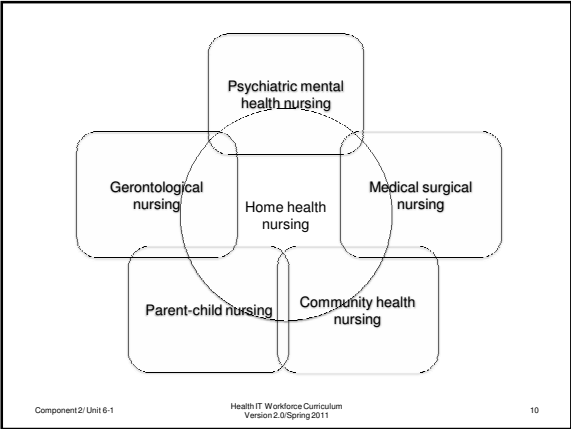 Psychiatric mental
health nursing
Gerontological
nursing
Medical surgical
nursing
Home health
nursing
Parent-child nursing
Community health
nursing
Component 2/ Unit 6-1
Health IT Workforce Curriculum
Version 2.0/Spring 2011
10